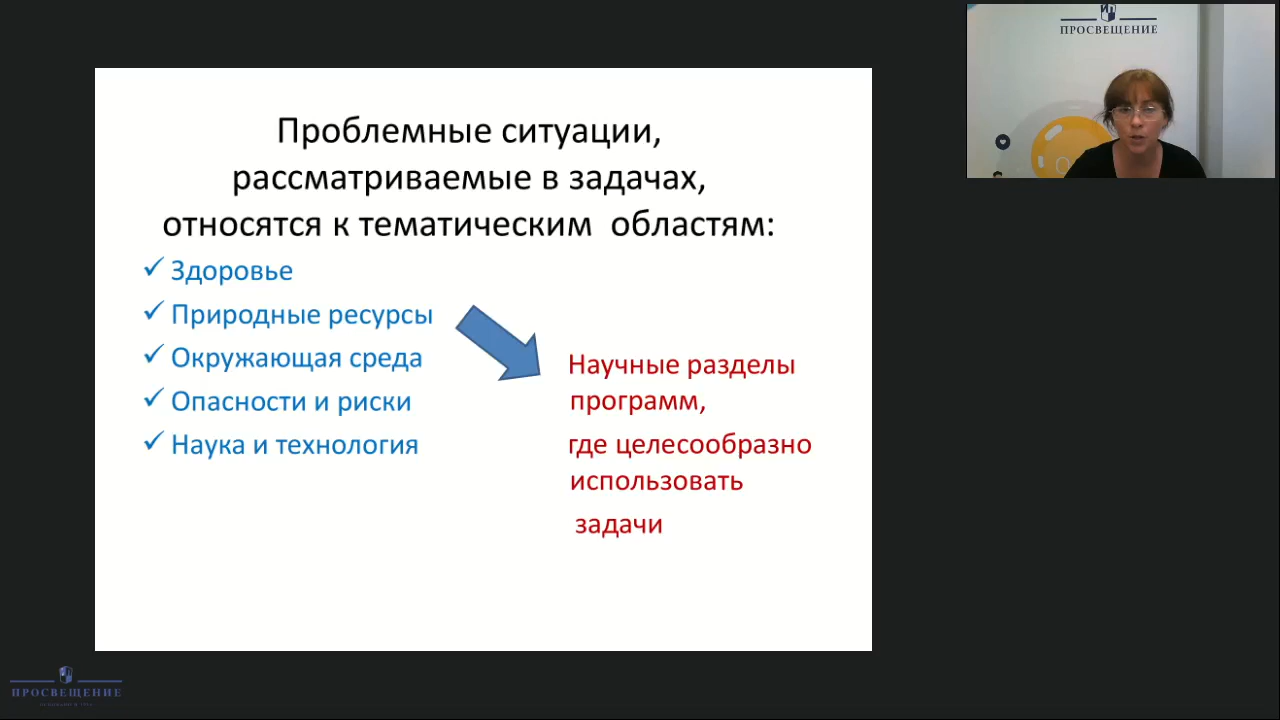 Проблемные ситуации,
рассматриваемые в задачах,
относятся к тематическим областям:
Здоровье
Природные ресурсы
Окружающая среда
Опасности и риски
Наука и технология
Научные разделы
программ,
где целесообразно
использовать
задачи
ПРОСВЕЩЕНИЕ
ПРОСВЕЩЕНИЕ